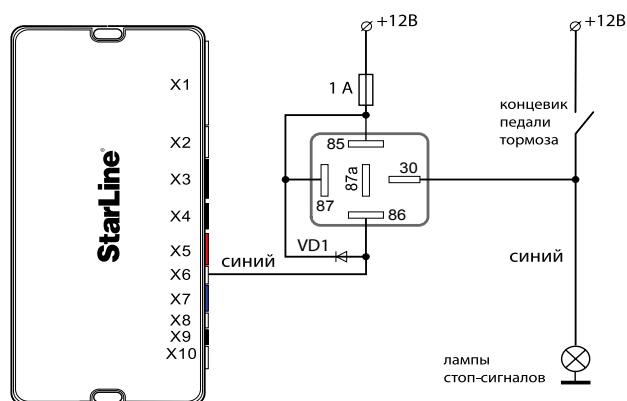 +12В
+12В
1 А
X1
X2
X3
X4
X5
X6
X7
X8
X9
X10
StarLine®
85
30
87a
87
86
VD1
синий
концевик
педали
тормоза
синий
лампы
стоп-сигналов